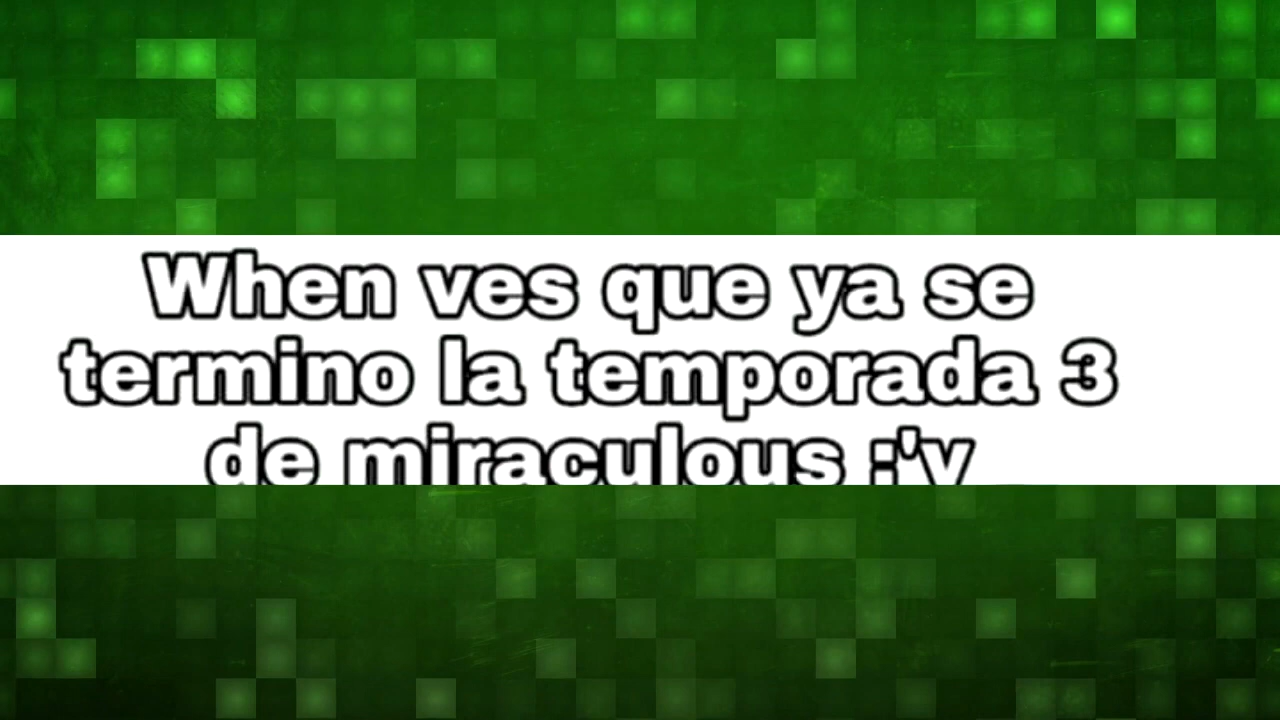 When ves que ya se
termino la temporada 3
de miraculous :'v